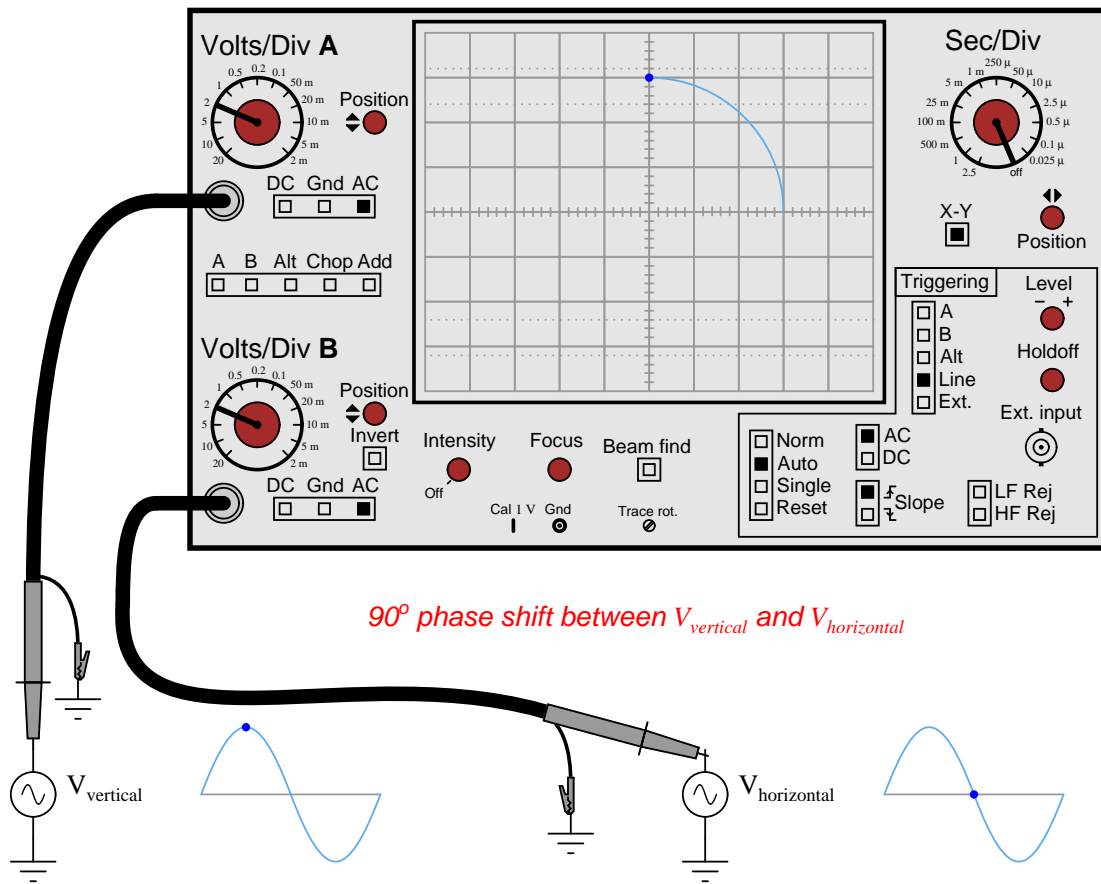 Volts/Div A
0.5 0.2 0.1
1 50 m
2 20 m
5 10 m
10 5 m
20 2 m
Position
DC Gnd AC
A B Alt Chop Add
Volts/Div B
0.5 0.2 0.1
1 50 m
2 20 m
5 10 m
10 5 m
20 2 m
Position
Invert
DC Gnd AC
Intensity
Off
Focus
Beam find
Cal 1 V Gnd Trace rot.
Sec/Div
250 µ
1 m 50 µ
5 m 10 µ
25 m 2.5 µ
100 m 0.5 µ
500 m 0.1 µ
1 0.025 µ
2.5 off
X-Y
Position
Triggering
A
B
Alt
Line
Ext.
Level
− +
Holdoff
Ext. input
Norm
Auto
Single
Reset
AC
DC
Slope
LF Rej
HF Rej
90° phase shift between Vvertical and Vhorizontal
Vvertical
Vhorizontal